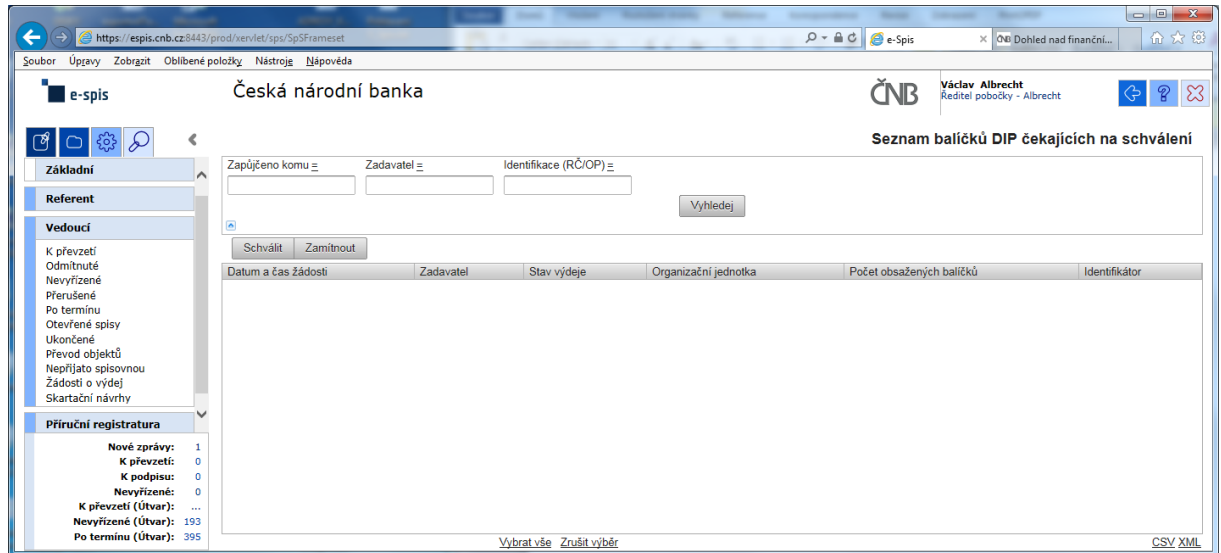 https://espis.cnb.cz:8443/prod/xervlet/sps/SpSFrameset
e-Spis
Dohled nad finanční...
Soubor Úpravy Zobrazit Oblíbené položky Nástroje Nápověda
e-spis
Česká národní banka
ČNB
Václav Albrecht
Ředitel pobočky - Albrecht
Seznam balíčků DIP čekajících na schválení
Základní
Referent
Vedoucí
K převzetí
Odmítnuté
Nevyřízené
Přerušené
Po termínu
Otevřené spisy
Ukončené
Převod objektů
Nepřijato spisovnou
Žádosti o výdej
Skartační návrhy
Příruční registratura
Nové zprávy: 1
K převzetí: 0
K podpisu: 0
Nevyřízené: 0
K převzetí (Útvar): ...
Nevyřízené (Útvar): 193
Po termínu (Útvar): 395
Zapůjčeno komu = Zadavatel = Identifikace (RČ/OP) =
Vyhledej
Schválit Zamítnout
Datum a čas žádosti Zadavatel Stav výdeje Organizační jednotka Počet obsažených balíčků Identifikátor
Vybrat vše Zrušit výběr
CSV XML